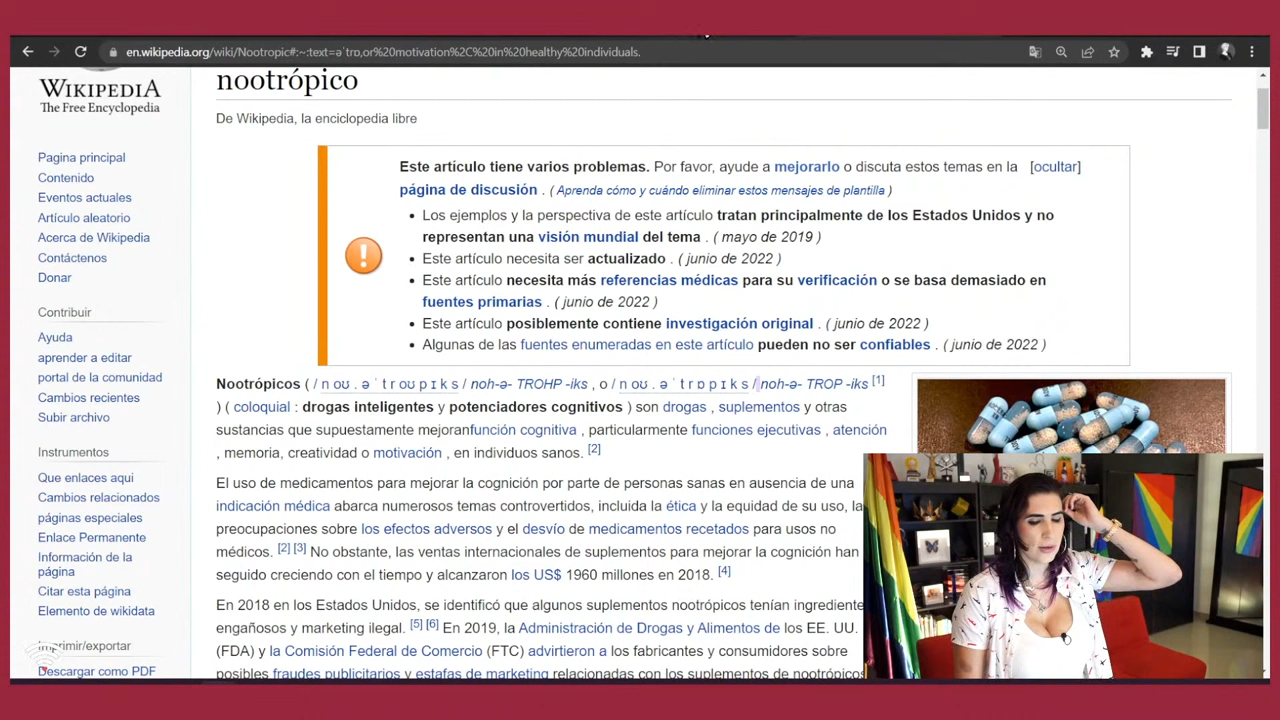 en.wikipedia.org/wiki/Nootropic#:~:text=əˈtrɒ,or%20motivation%2C%20in%20healthy%20individuals.
WIKIPEDIA
The Free Encyclopedia
Pagina principal
Contenido
Eventos actuales
Artículo aleatorio
Acerca de Wikipedia
Contáctenos
Donar
Contribuir
Ayuda
aprender a editar
portal de la comunidad
Cambios recientes
Subir archivo
Instrumentos
Que enlaces aquí
Cambios relacionados
páginas especiales
Enlace Permanente
Información de la
página
Citar esta página
Elemento de wikidata
Imprimir/exportar
Descargar como PDF
nootrópico
De Wikipedia, la enciclopedia libre
Este artículo tiene varios problemas. Por favor, ayude a mejorarlo o discuta estos temas en la [ocultar]
página de discusión . ( Aprenda cómo y cuándo eliminar estos mensajes de plantilla )
• Los ejemplos y la perspectiva de este artículo tratan principalmente de los Estados Unidos y no
representan una visión mundial del tema . ( mayo de 2019 )
• Este artículo necesita ser actualizado . ( junio de 2022 )
• Este artículo necesita más referencias médicas para su verificación o se basa demasiado en
fuentes primarias . ( junio de 2022 )
• Este artículo posiblemente contiene investigación original . ( junio de 2022 )
• Algunas de las fuentes enumeradas en este artículo pueden no ser confiables . ( junio de 2022 )
Nootrópicos ( / n oʊ . ə ˈ t r oʊ p ɪ k s / noh-ə- TROHP -iks , o / n oʊ . ə ˈ t r ɒ p ɪ k s / noh-ə- TROP -iks [1]
) ( coloquial : drogas inteligentes y potenciadores cognitivos ) son drogas , suplementos y otras
sustancias que supuestamente mejoranfunción cognitiva , particularmente funciones ejecutivas , atención
, memoria, creatividad o motivación , en individuos sanos. [2]
El uso de medicamentos para mejorar la cognición por parte de personas sanas en ausencia de una
indicación médica abarca numerosos temas controvertidos, incluida la ética y la equidad de su uso, la
preocupaciones sobre los efectos adversos y el desvío de medicamentos recetados para usos no
médicos. [2] [3] No obstante, las ventas internacionales de suplementos para mejorar la cognición han
seguido creciendo con el tiempo y alcanzaron los US$ 1960 millones en 2018. [4]
En 2018 en los Estados Unidos, se identificó que algunos suplementos nootrópicos tenían ingrediente
engañosos y marketing ilegal. [5] [6] En 2019, la Administración de Drogas y Alimentos de los EE. UU.
(FDA) y la Comisión Federal de Comercio (FTC) advirtieron a los fabricantes y consumidores sobre
posibles fraudes publicitarios y estafas de marketing relacionadas con los suplementos de nootrópicos